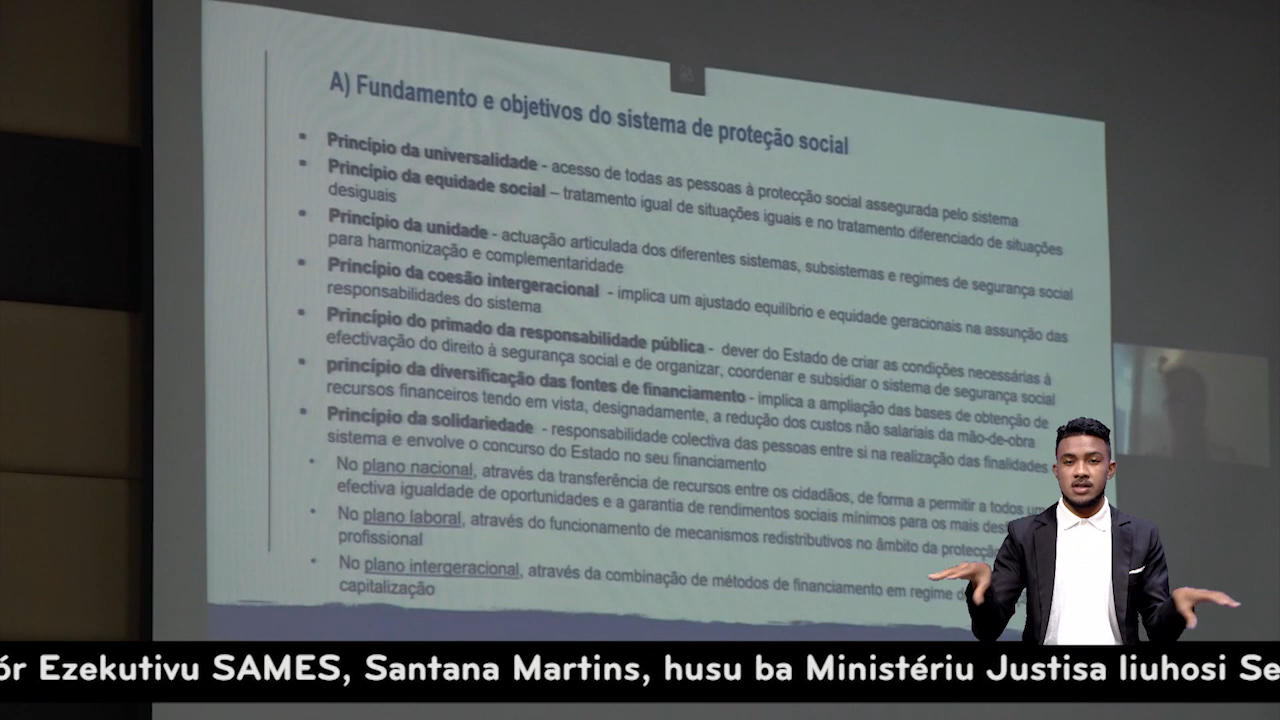 A) Fundamento e objetivos do sistema de proteção social
• Princípio da universalidade - acesso de todas as pessoas à protecção social assegurada pelo sistema
• Princípio da equidade social – tratamento igual de situações iguais e no tratamento diferenciado de situações
desiguais
• Princípio da unidade - actuação articulada dos diferentes sistemas, subsistemas e regimes de segurança social
para harmonização e complementaridade
• Princípio da coesão intergeracional - implica um ajustado equilíbrio e equidade geracionais na assunção das
responsabilidades do sistema
• Princípio do primado da responsabilidade pública - dever do Estado de criar as condições necessárias à
efectivação do direito à segurança social e de organizar, coordenar e subsidiar o sistema de segurança social
• princípio da diversificação das fontes de financiamento - implica a ampliação das bases de obtenção de
recursos financeiros tendo em vista, designadamente, a redução dos custos não salariais da mão-de-obra
• Princípio da solidariedade - responsabilidade colectiva das pessoas entre si na realização das finalidades
sistema e envolve o concurso do Estado no seu financiamento
• No plano nacional, através da transferência de recursos entre os cidadãos, de forma a permitir a todos
efectiva igualdade de oportunidades e a garantia de rendimentos sociais mínimos para os mais
• No plano laboral, através do funcionamento de mecanismos redistributivos no âmbito da
profissional
• No plano intergeracional, através da combinação de métodos de financiamento em regime
capitalização
ór Ezekutivu SAMES, Santana Martins, husu ba Ministériu Justisa liuhosi Se